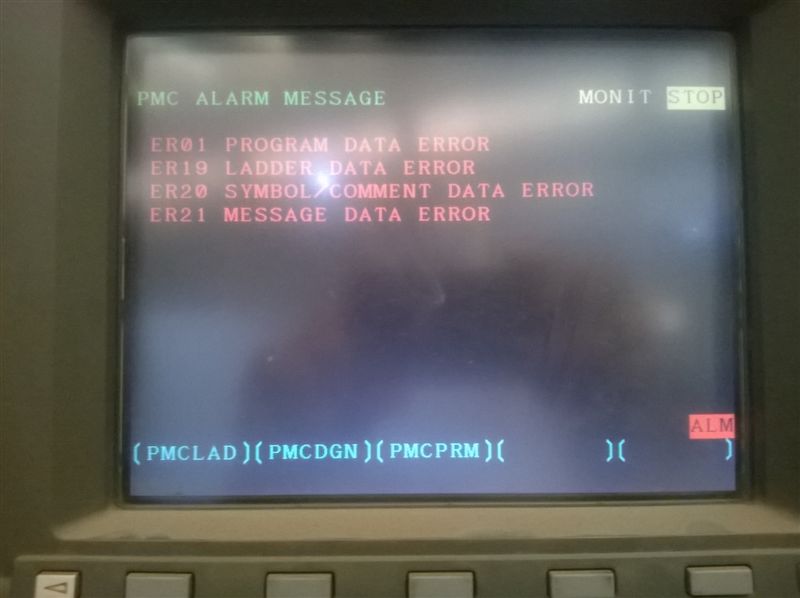 PMC ALARM MESSAGE MONIT STOP
ER01 PROGRAM DATA ERROR
ER19 LADDER DATA ERROR
ER20 SYMBOL/COMMENT DATA ERROR
ER21 MESSAGE DATA ERROR
ALM
(PMCLAD)(PMCDGN)(PMCPRM)( )( )